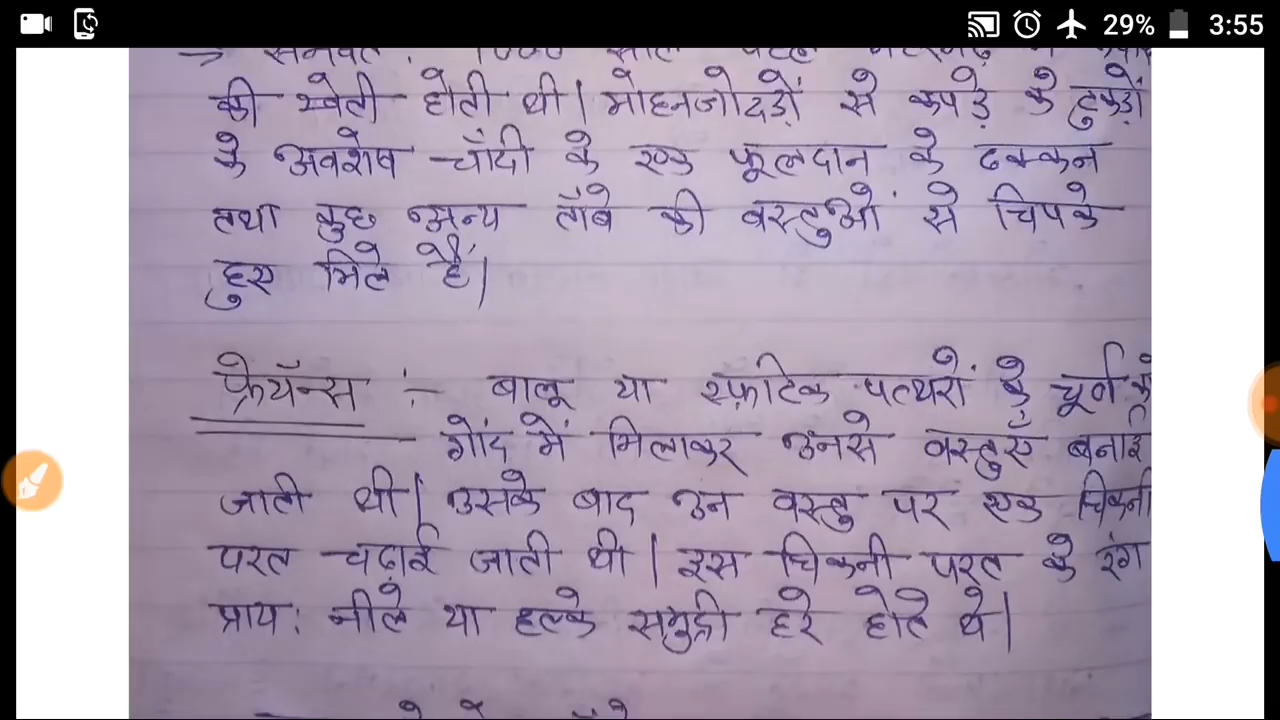 29% 3:55
की खेती होती थी। मोहनजोदड़ों से कपड़े के टुकड़ों
के अवशेष चाँदी के एक फूलदान के ढक्कन
तथा कुछ अन्य ताँबे की वस्तुओं से चिपके
हुए मिले हैं।
फ्रेयॉन्स :- बालू या स्फ़टिक पत्थरों के चूर्ण को
गोंद में मिलाकर उनसे वस्तुएँ बनाई
जाती थी। उसके बाद उन वस्तु पर एक चिकनी
परत चढ़ाई जाती थी। इस चिकनी परत के रंग
प्राय: नीले या हल्के समुद्री हरे होते थे।